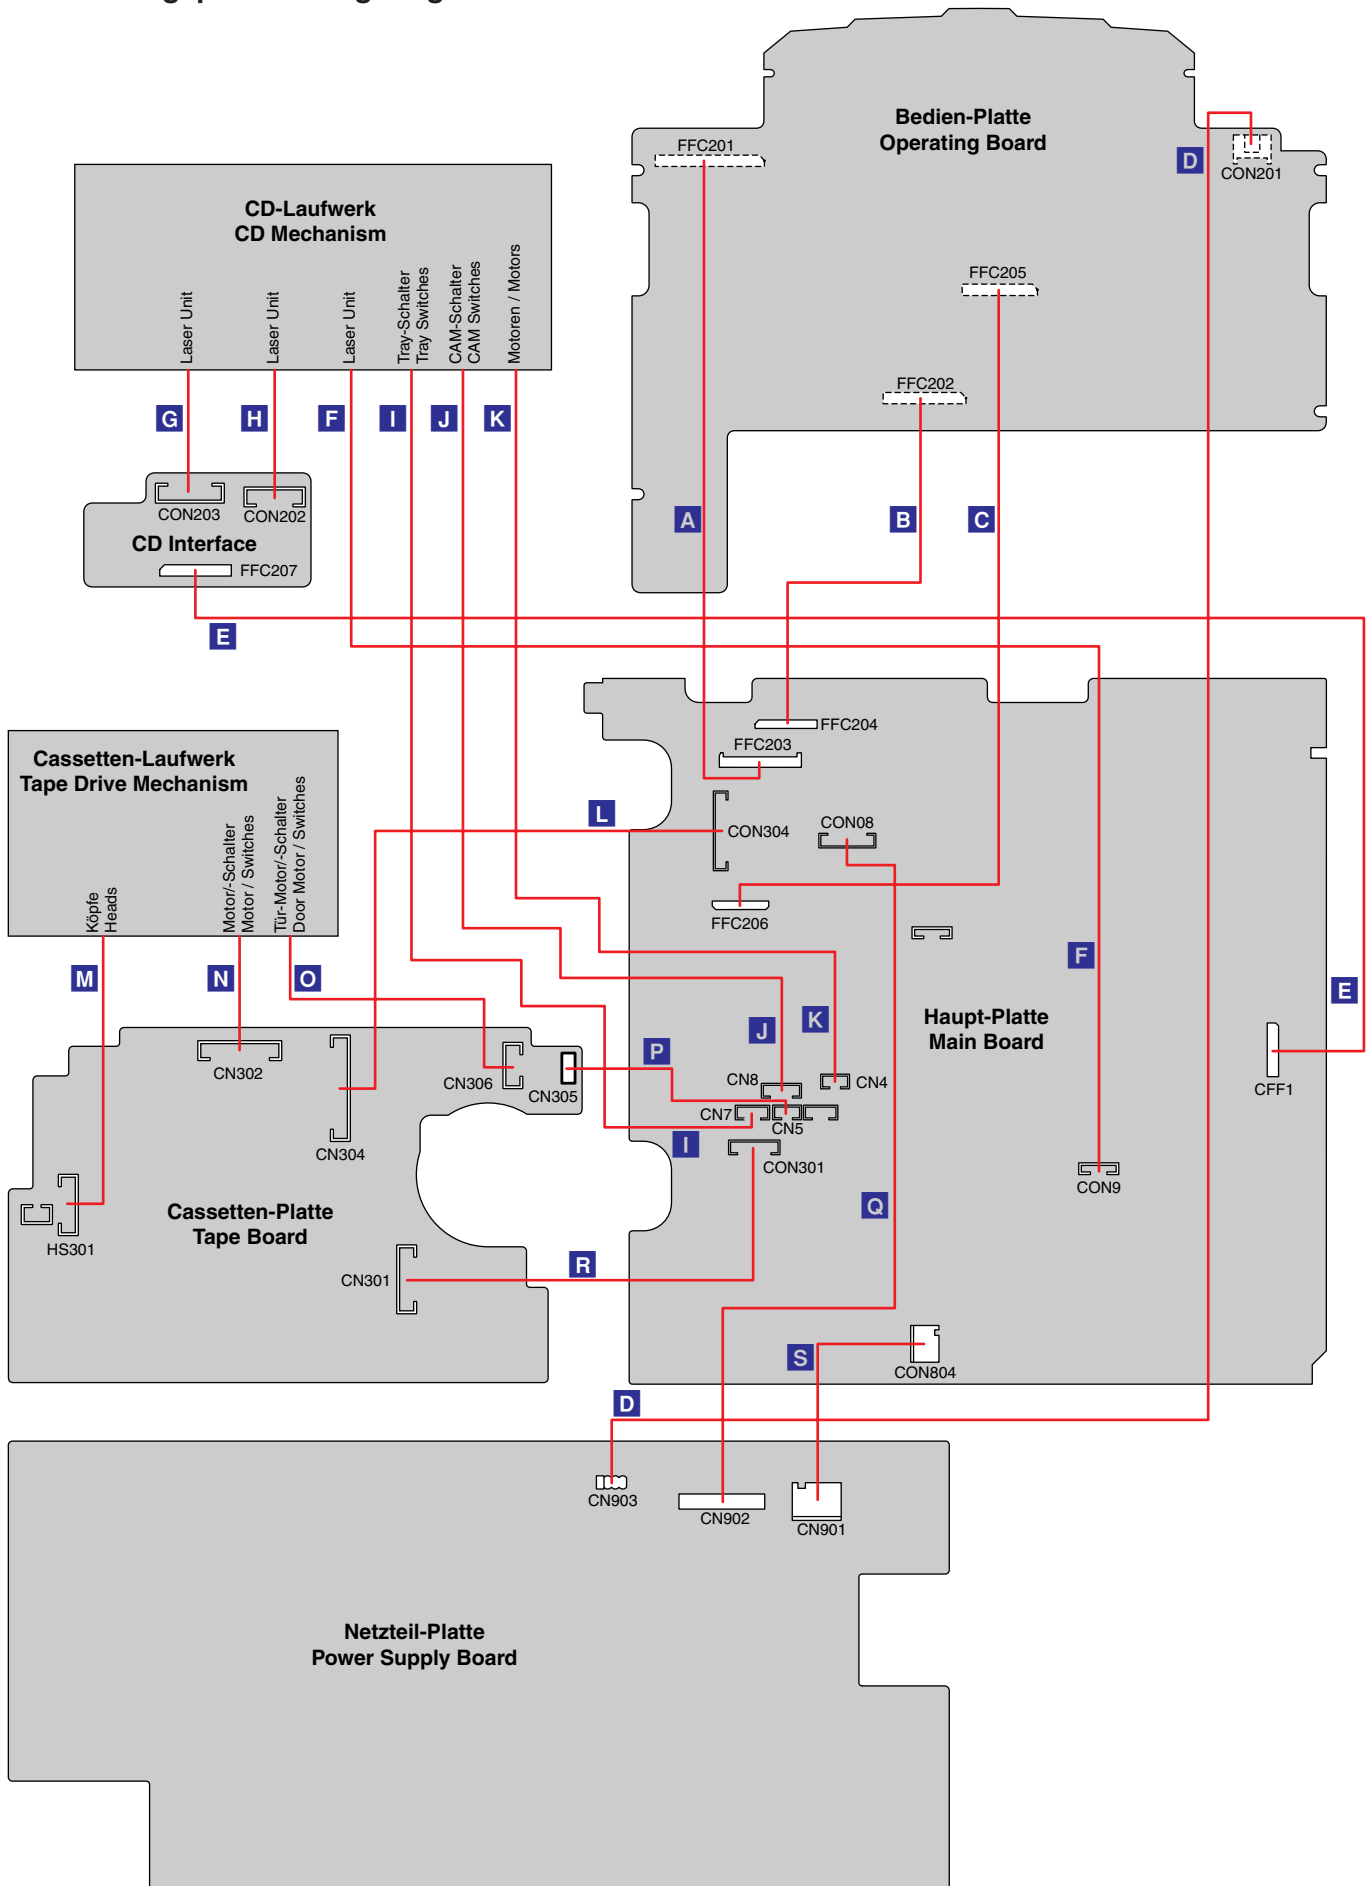 Bedien-Platte
Operating Board
FFC201
D
CON201
FFC205
FFC202
A
B
C
CD-Laufwerk
CD Mechanism
Laser Unit
Laser Unit
Laser Unit
Tray-Schalter
Tray Switches
CAM-Schalter
CAM Switches
Motoren / Motors
G
H
F
I
J
K
CON203
CON202
CD Interface
FFC207
E
Cassetten-Laufwerk
Tape Drive Mechanism
Köpfe
Heads
Motor/-Schalter
Motor / Switches
Tür-Motor/-Schalter
Door Motor / Switches
M
N
O
L
FFC204
FFC203
CON304
CON08
FFC206
F
E
J
K
Haupt-Platte
Main Board
P
CN302
CN306
CN305
CN8
CN4
CN7
CN5
CFF1
CN304
I
CON301
CON9
Q
HS301
Cassetten-Platte
Tape Board
CN301
R
S
CON804
D
CN903
CN902
CN901
Netzteil-Platte
Power Supply Board